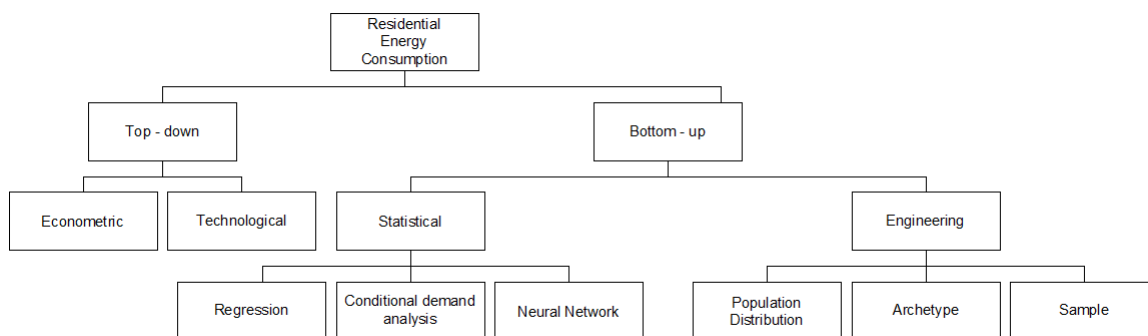 Residential
Energy
Consumption
Top - down
Bottom - up
Econometric
Technological
Statistical
Engineering
Regression
Conditional demand
analysis
Neural Network
Population
Distribution
Archetype
Sample